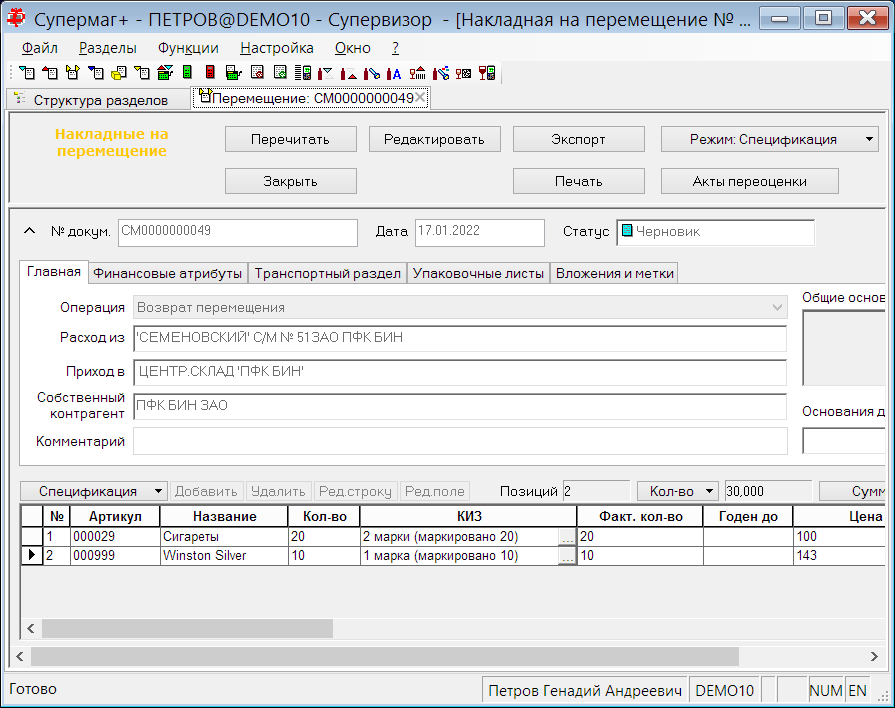 Супермаг+ - ПЕТРОВ@DEMO10 - Супервизор - [Накладная на перемещение № ...
Файл Разделы Функции Настройка Окно ?
Структура разделов Перемещение: СМ0000000049
Накладные на перемещение
Перечитать Редактировать Экспорт Режим: Спецификация
Закрыть Печать Акты переоценки
№ докум. СМ0000000049 Дата 17.01.2022 Статус Черновик
Главная Финансовые атрибуты Транспортный раздел Упаковочные листы Вложения и метки
Операция Возврат перемещения Общие основ
Расход из 'СЕМЕНОВСКИЙ' С/М № 51ЗАО ПФК БИН
Приход в ЦЕНТР.СКЛАД 'ПФК БИН'
Собственный контрагент ПФК БИН ЗАО
Основания д
Комментарий
Спецификация Добавить Удалить Ред.строку Ред.поле Позиций 2 Кол-во 30,000 Сумм
№ Артикул Название Кол-во КИЗ Факт. кол-во Годен до Цена
1 000029 Сигареты 20 2 марки (маркировано 20) ... 20 100
2 000999 Winston Silver 10 1 марка (маркировано 10) ... 10 143
Готово Петров Генадий Андреевич DEMO10 NUM EN